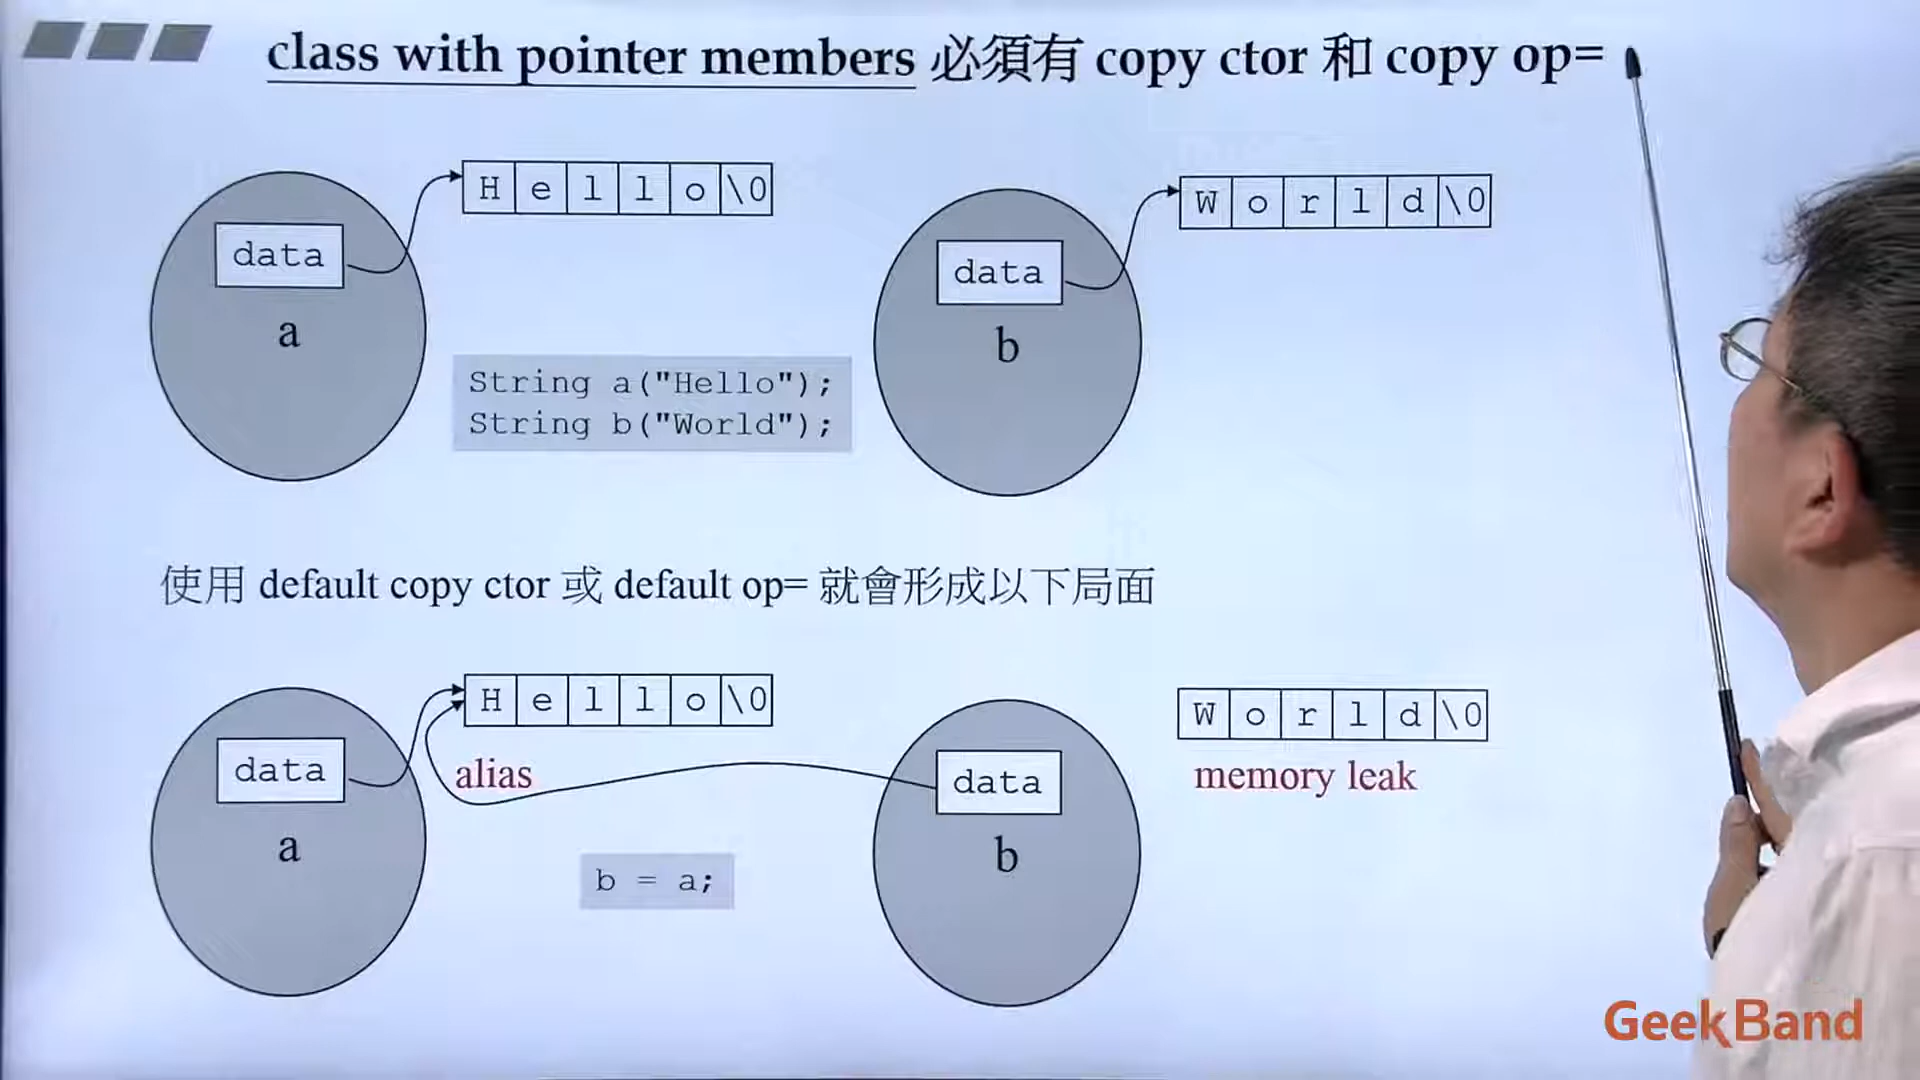 class with pointer members 必須有 copy ctor 和 copy op=
H e l l o \0
W o r l d \0
data
data
a
b
String a("Hello");
String b("World");
使用 default copy ctor 或 default op= 就會形成以下局面
H e l l o \0
W o r l d \0
data
alias
data
memory leak
a
b
b = a;
GeekBand